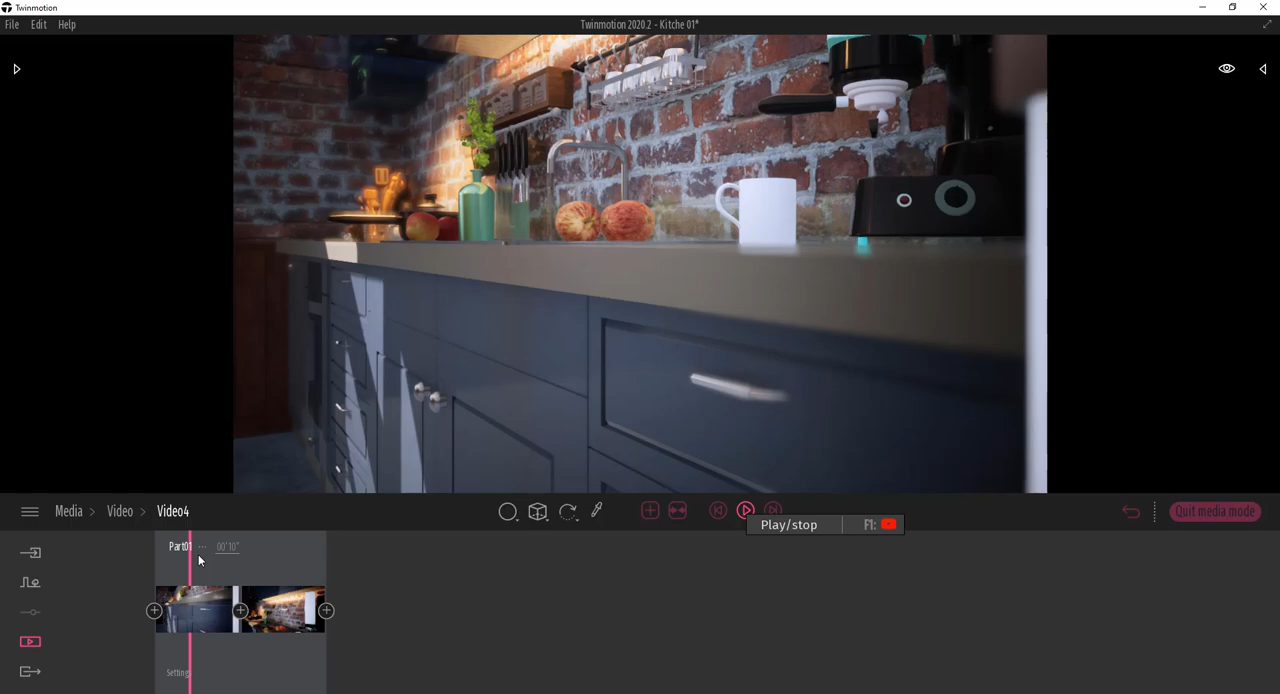 Twinmotion
File Edit Help
Twinmotion 2020.2 - Kitche 01*
Media > Video > Video4
Quit media mode
Play/stop F1:
Part01 ... 00'10"
Setting